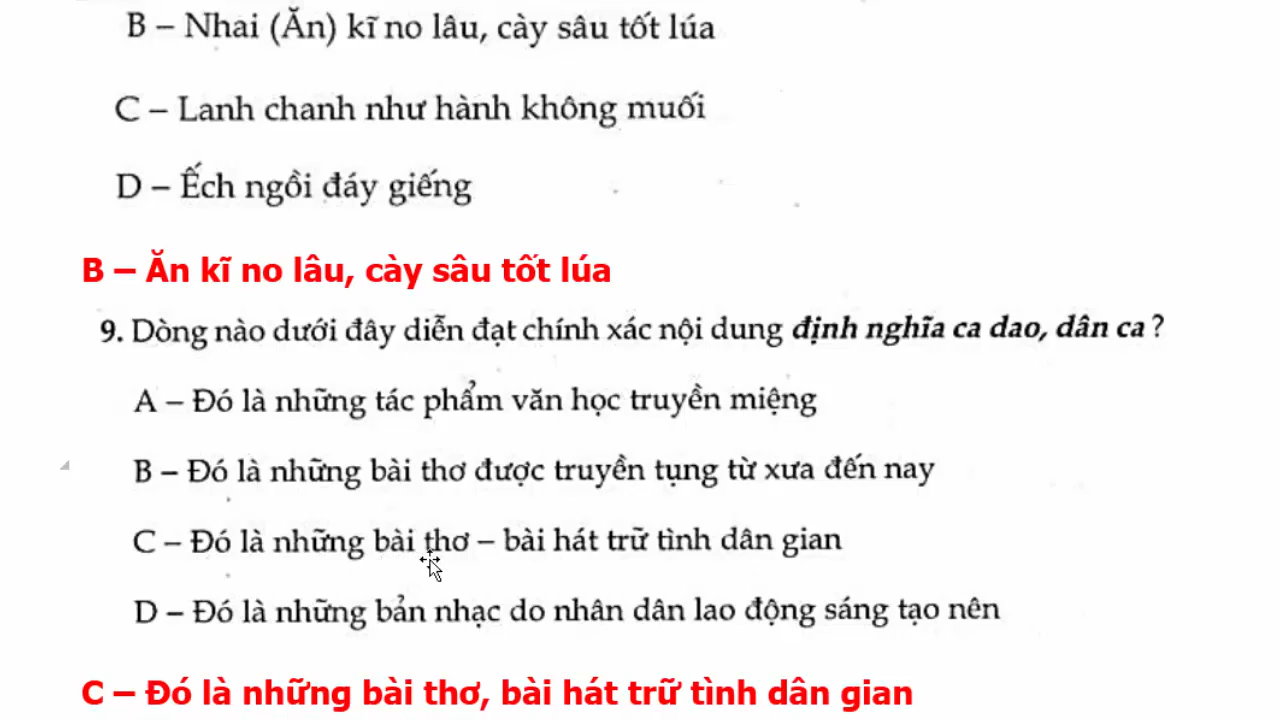 B – Nhai (Ăn) kĩ no lâu, cày sâu tốt lúa
C – Lanh chanh như hành không muối
D – Ếch ngồi đáy giếng
B – Ăn kĩ no lâu, cày sâu tốt lúa
9. Dòng nào dưới đây diễn đạt chính xác nội dung định nghĩa ca dao, dân ca ?
A – Đó là những tác phẩm văn học truyền miệng
B – Đó là những bài thơ được truyền tụng từ xưa đến nay
C – Đó là những bài thơ – bài hát trữ tình dân gian
D – Đó là những bản nhạc do nhân dân lao động sáng tạo nên
C – Đó là những bài thơ, bài hát trữ tình dân gian